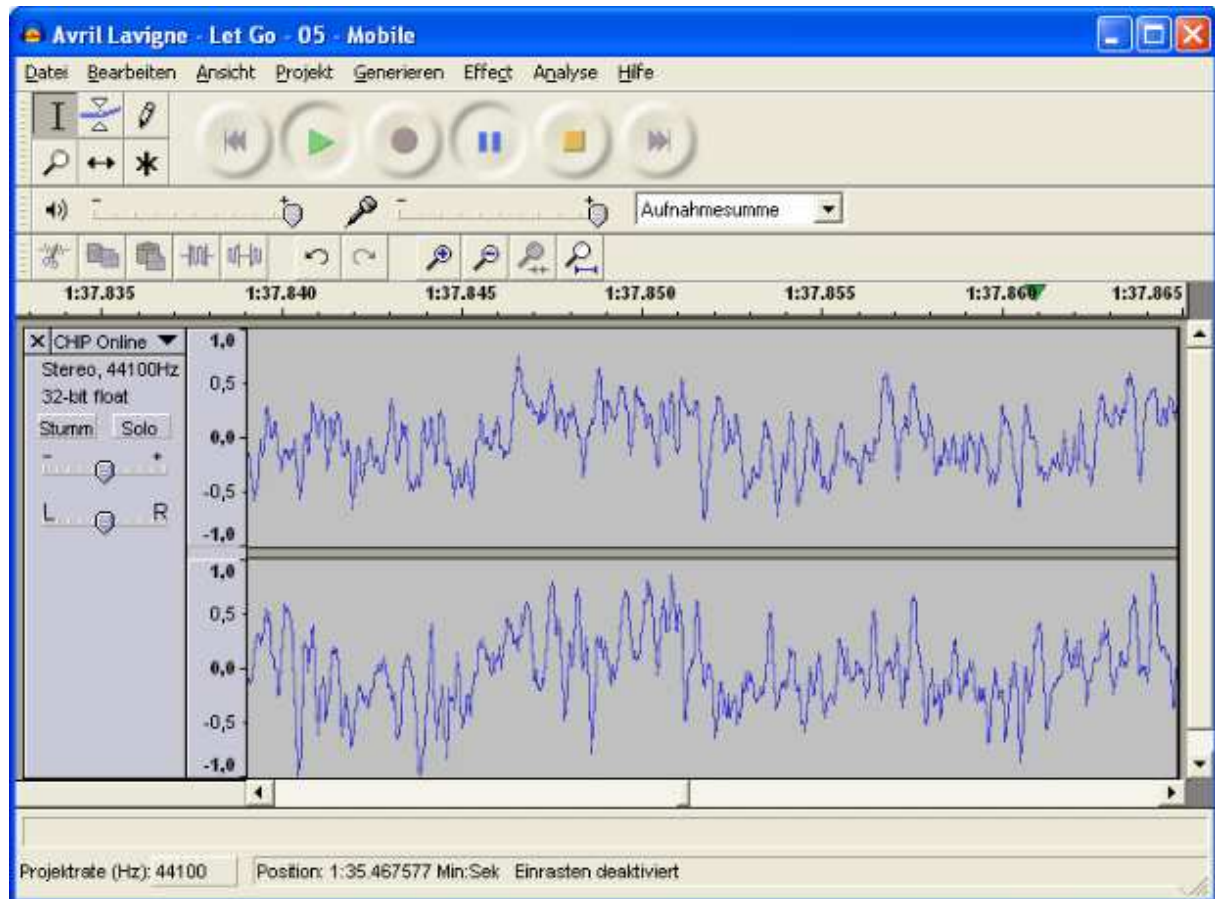 Avril Lavigne - Let Go - 05 - Mobile
Datei Bearbeiten Ansicht Projekt Generieren Effect Analyse Hilfe
Aufnahmesumme
1:37.835 1:37.840 1:37.845 1:37.850 1:37.855 1:37.860 1:37.865
X CHIP Online
Stereo, 44100Hz
32-bit float
Stumm Solo
- +
L R
1,0
0,5
0,0
-0,5
-1,0
1,0
0,5
0,0
-0,5
-1,0
Projektrate (Hz): 44100 Position: 1:35.467577 Min:Sek Einrasten deaktiviert